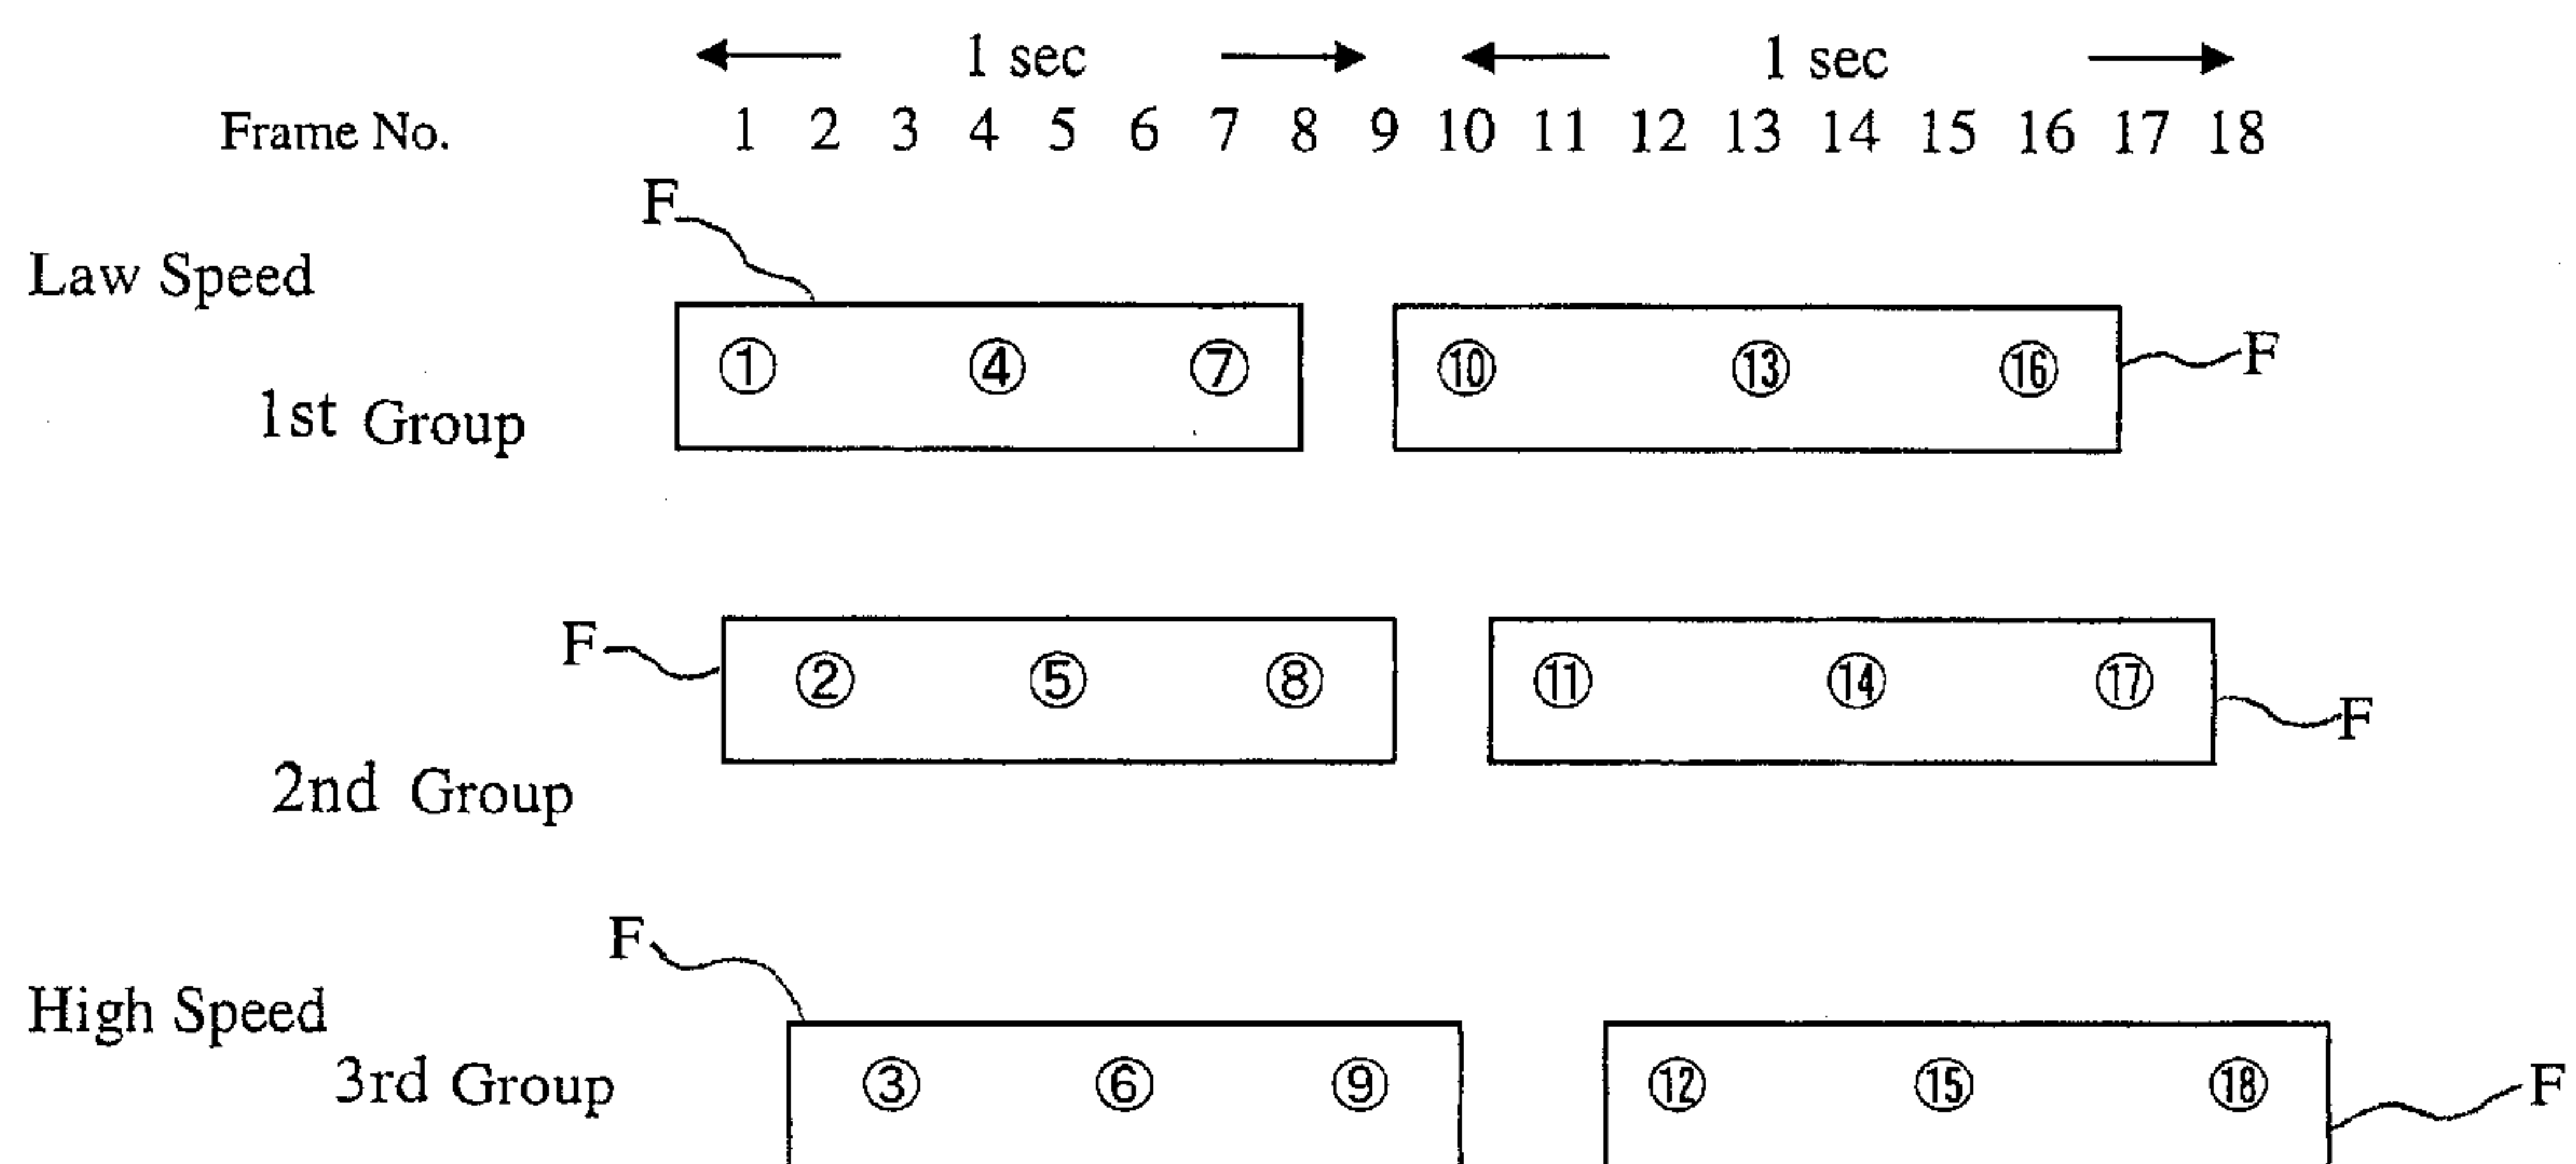 1 sec 1 sec
Frame No. 1 2 3 4 5 6 7 8 9 10 11 12 13 14 15 16 17 18
F
Law Speed
① ④ ⑦ ⑩ ⑬ ⑯ F
1st Group
F ② ⑤ ⑧ ⑪ ⑭ ⑰ F
2nd Group
F
High Speed
3rd Group ③ ⑥ ⑨ ⑫ ⑮ ⑱ F